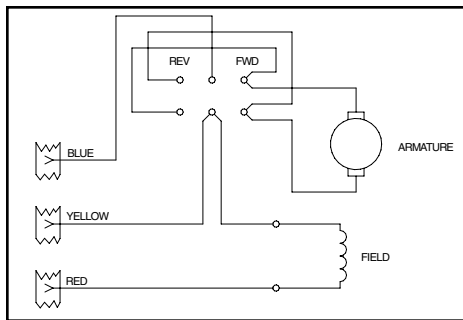 REV FWD
BLUE
ARMATURE
YELLOW
FIELD
RED